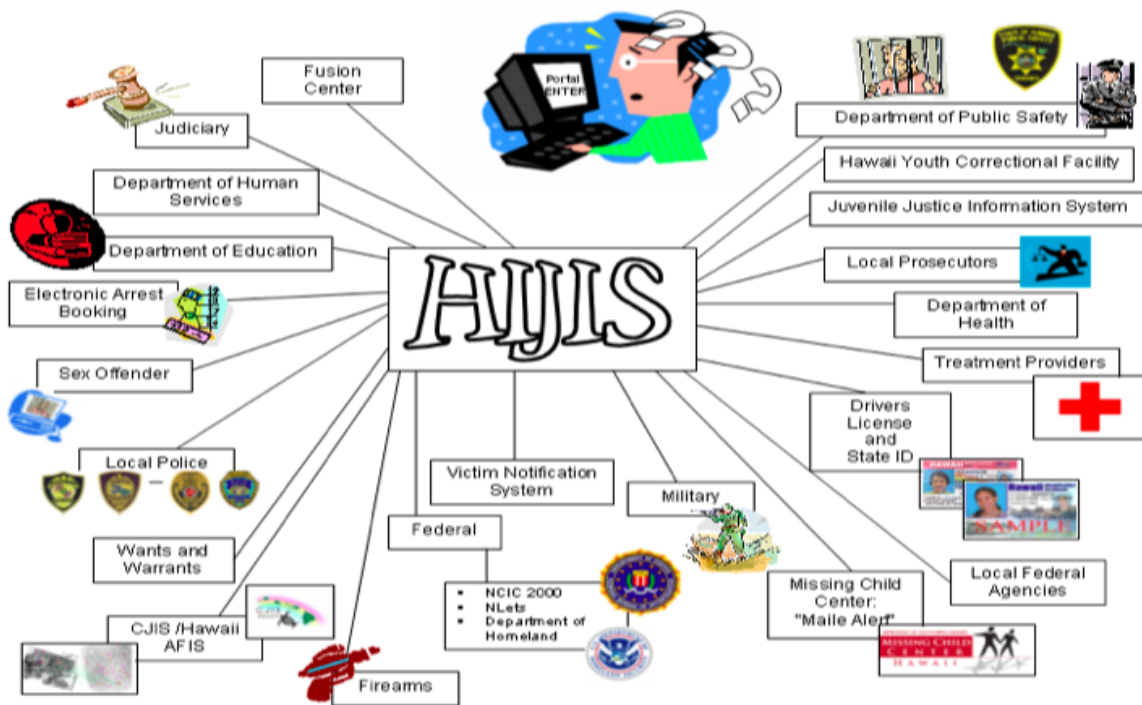 Fusion
Center
Portal
ENTER
Judiciary
Department of Public Safety
Department of Human
Services
Hawaii Youth Correctional Facility
Juvenile Justice Information System
Department of Education
Local Prosecutors
Electronic Arrest
Booking
HIJIS
Department of
Health
Sex Offender
Treatment Providers
Drivers
License
and
State ID
Local Police
Victim Notification
System
Military
HAWAII
Hawaii
SAMPLE
Federal
Wants and
Warrants
Local Federal
Agencies
▪ NCIC 2000
▪ NLets
▪ Department of
Homeland
Missing Child
Center:
"Maile Alert"
CJIS /Hawaii
AFIS
MISSING CHILD
CENTER
HAWAII
Firearms